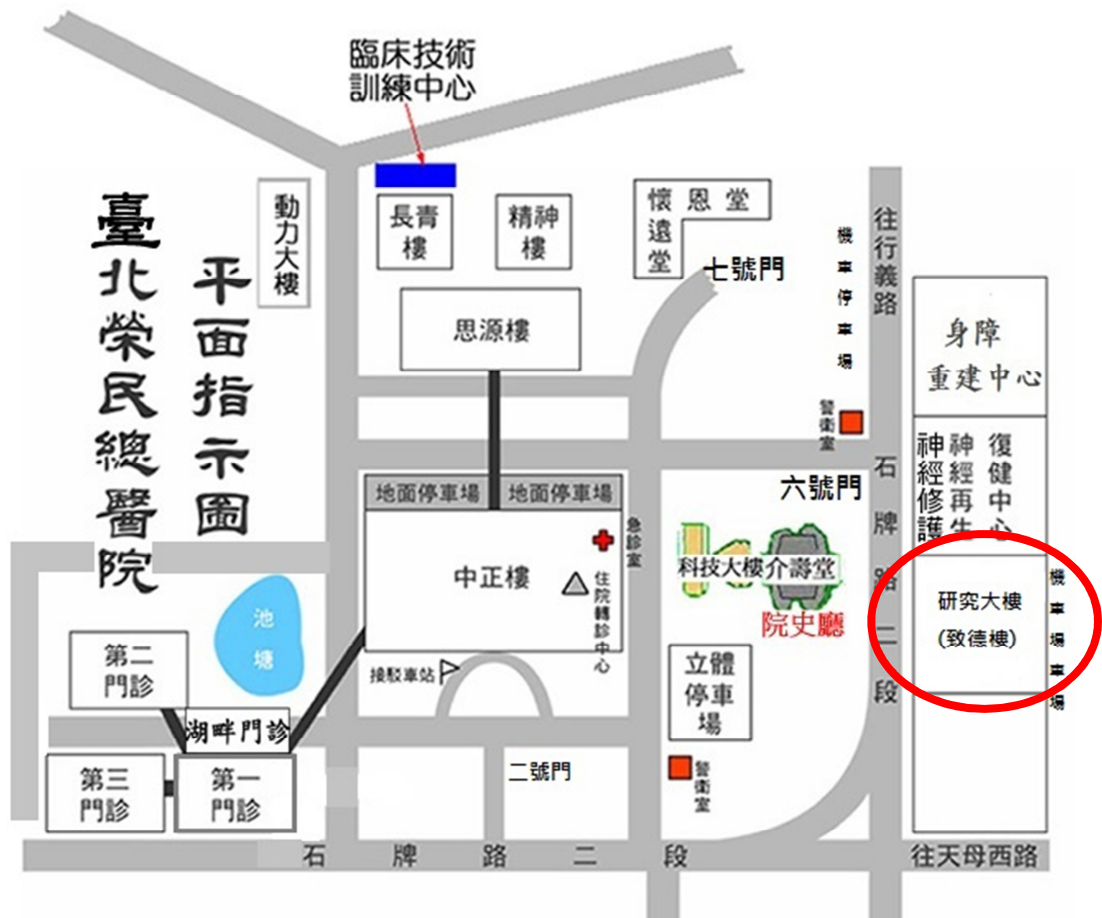 臨床技術
訓練中心
臺北榮民總醫院
平面指示圖
動力大樓
長青
樓
精神
樓
懷恩堂
遠堂
七號門
機車停車場
往行義路
思源樓
身障
重建中心
警衛室
神經修護
神經再生
復健中心
地面停車場
地面停車場
六號門
石牌路二段
急診室
中正樓
住院轉診中心
科技大樓
介壽堂
院史廳
研究大樓
(致德樓)
機車場車場
池塘
第二
門診
接駁車站
立體
停車
場
湖畔門診
二號門
警衛室
第三
門診
第一
門診
石牌路二段
往天母西路